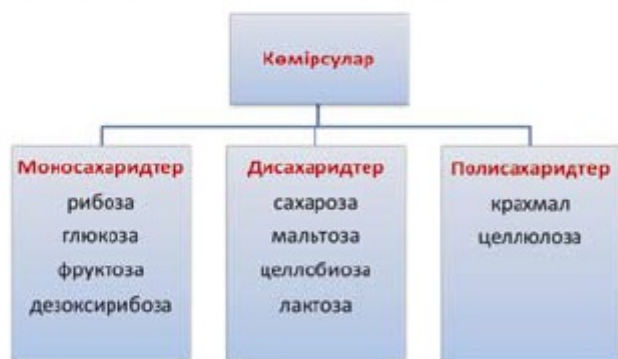 Көмірсулар
Моносахаридтер
рибоза
глюкоза
фруктоза
дезоксирибоза
Дисахаридтер
сахароза
мальтоза
целлобиоза
лактоза
Полисахаридтер
крахмал
целлюлоза